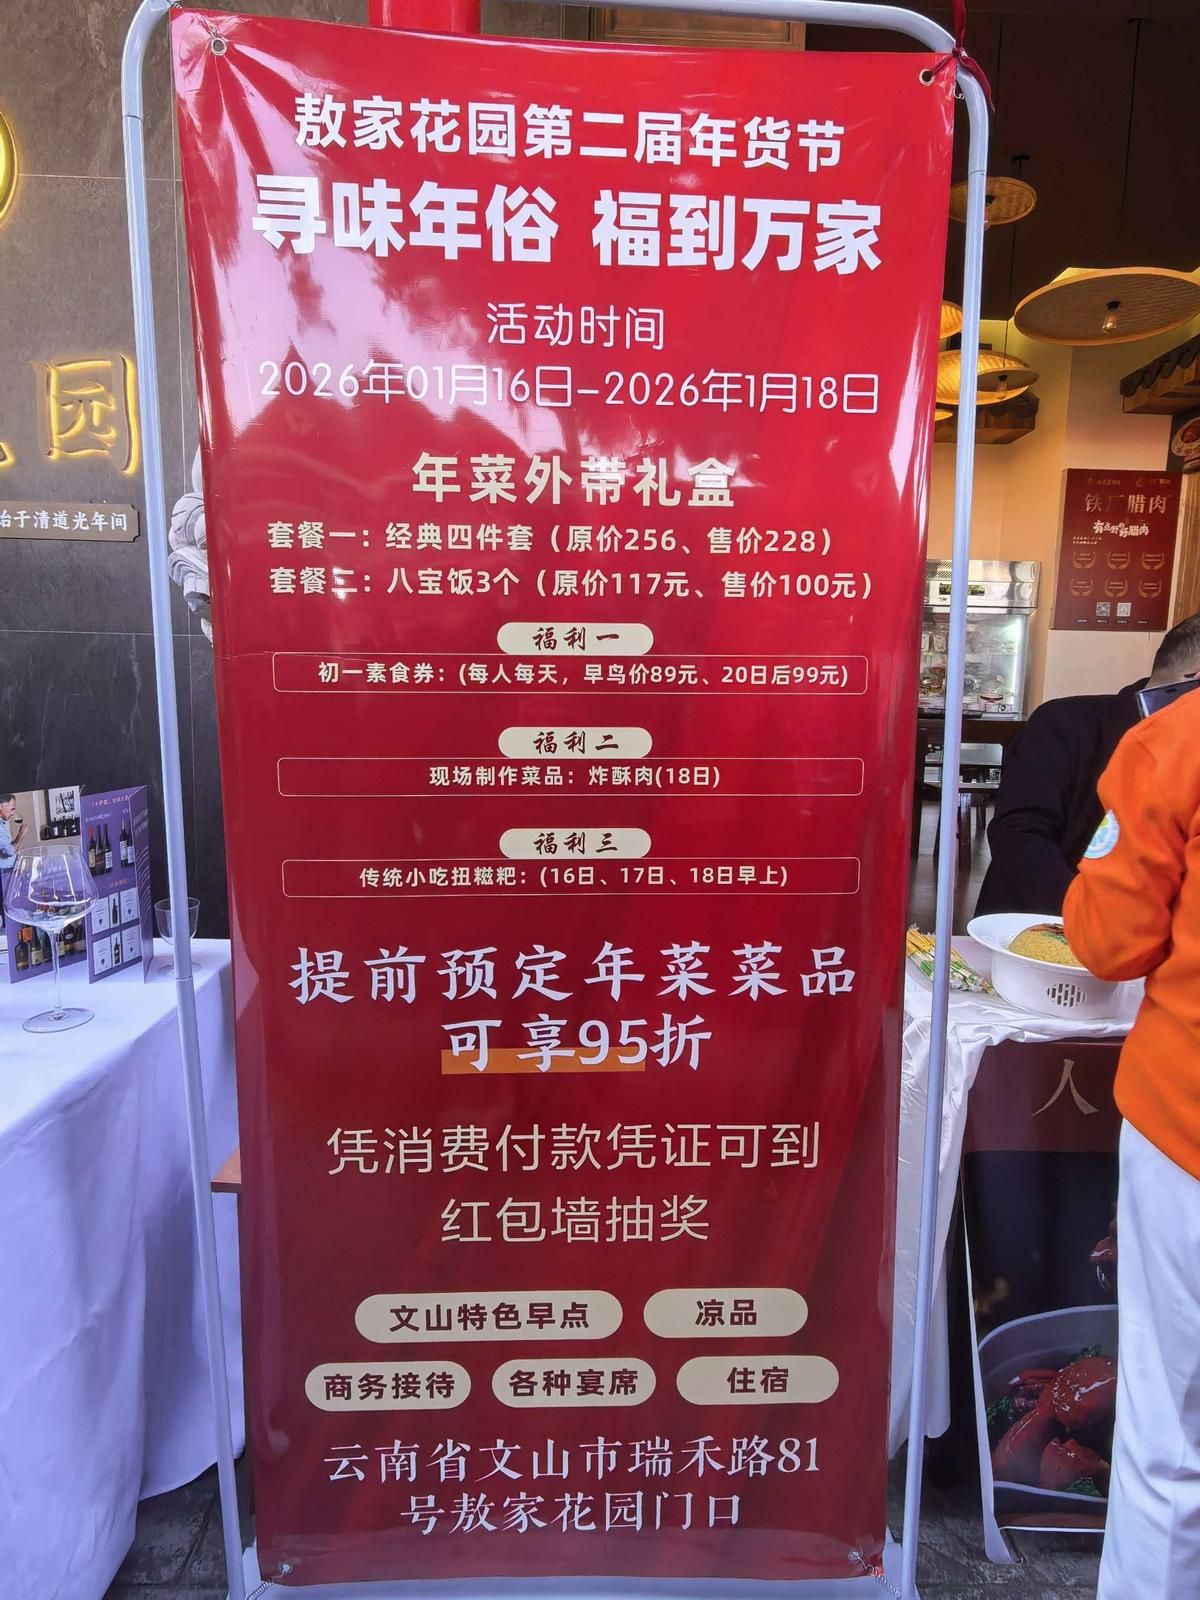 敖家花园第二届年货节
寻味年俗 福到万家
活动时间
2026年01月16日-2026年1月18日
年菜外带礼盒
套餐一：经典四件套（原价256、售价228）
套餐二：八宝饭3个（原价117元、售价100元）
福利一
初一素食券：(每人每天，早鸟价89元、20日后99元)
福利二
现场制作菜品：炸酥肉(18日)
福利三
传统小吃扭糍粑：(16日、17日、18日早上)
提前预定年菜菜品
可享95折
凭消费付款凭证可到
红包墙抽奖
文山特色早点
凉品
商务接待
各种宴席
住宿
云南省文山市瑞禾路81
号敖家花园门口
园
始于清道光年间
铁厂腊肉
人